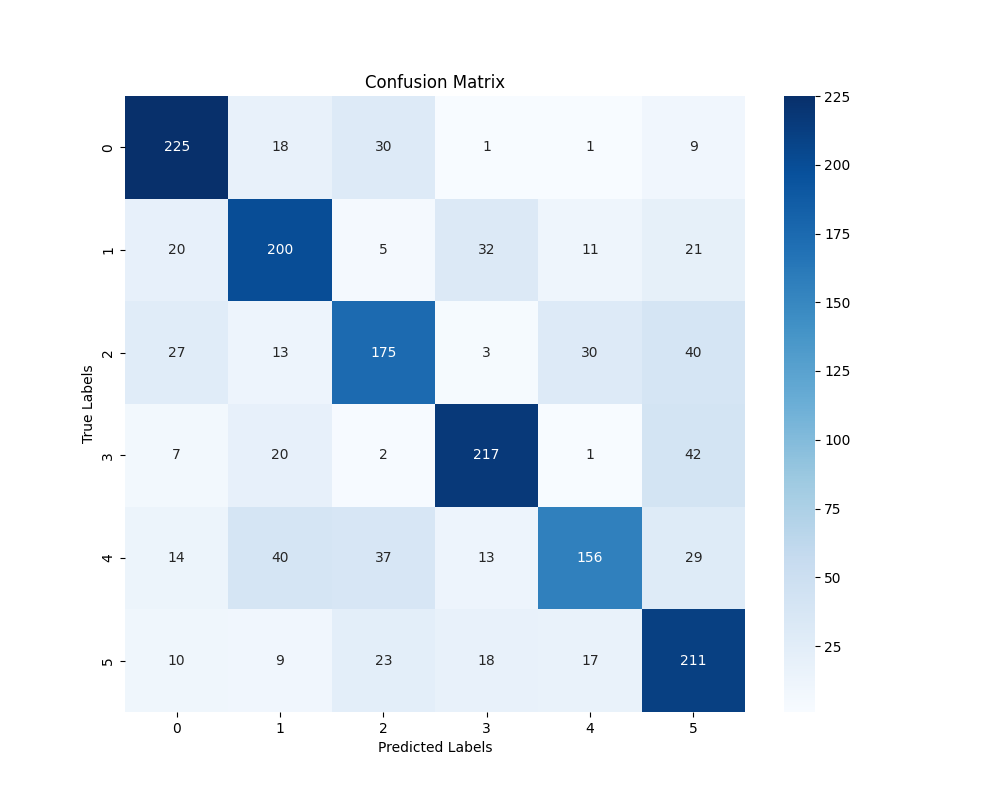 Confusion Matrix
0 225 18 30 1 1 9
1 20 200 5 32 11 21
2 27 13 175 3 30 40
3 7 20 2 217 1 42
4 14 40 37 13 156 29
5 10 9 23 18 17 211
0 1 2 3 4 5
Predicted Labels
True Labels
225
200
175
150
125
100
75
50
25